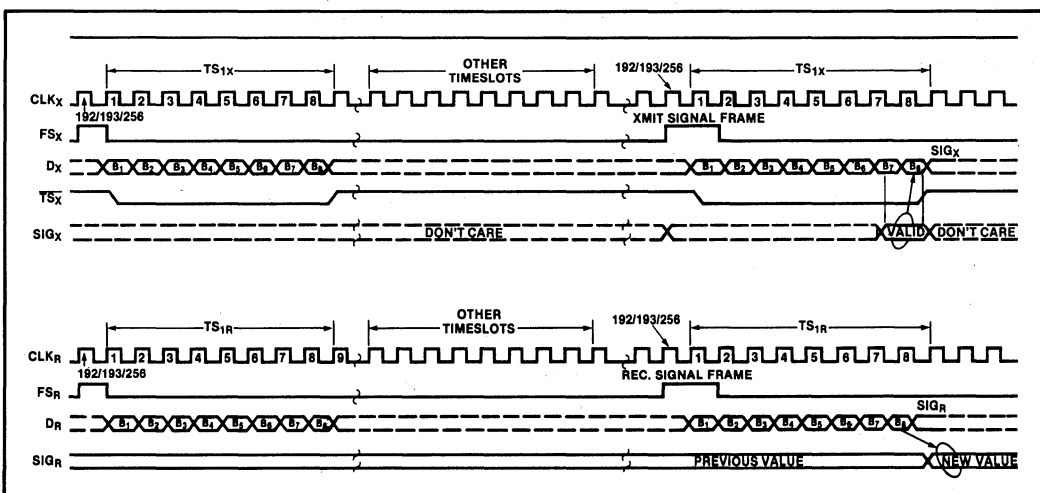 OTHER
TIMESLOTS
TS1X
192/193/256
TS1X
CLKX
1 2 3 4 5 6 7 8
1 2 3 4 5 6 7 8
192/193/256
XMIT SIGNAL FRAME
FSX
SIGX
DX
B1 B2 B3 B4 B5 B6 B7 B8
B1 B2 B3 B4 B5 B6 B7 B8
TSX
SIGX
DON'T CARE
VALID
DON'T CARE
OTHER
TIMESLOTS
TS1R
192/193/256
TS1R
CLKR
1 2 3 4 5 6 7 8 9
1 2 3 4 5 6 7 8
192/193/256
REC. SIGNAL FRAME
FSR
SIGR
DR
B1 B2 B3 B4 B5 B6 B7 B8
B1 B2 B3 B4 B5 B6 B7 B8
SIGR
PREVIOUS VALUE
NEW VALUE